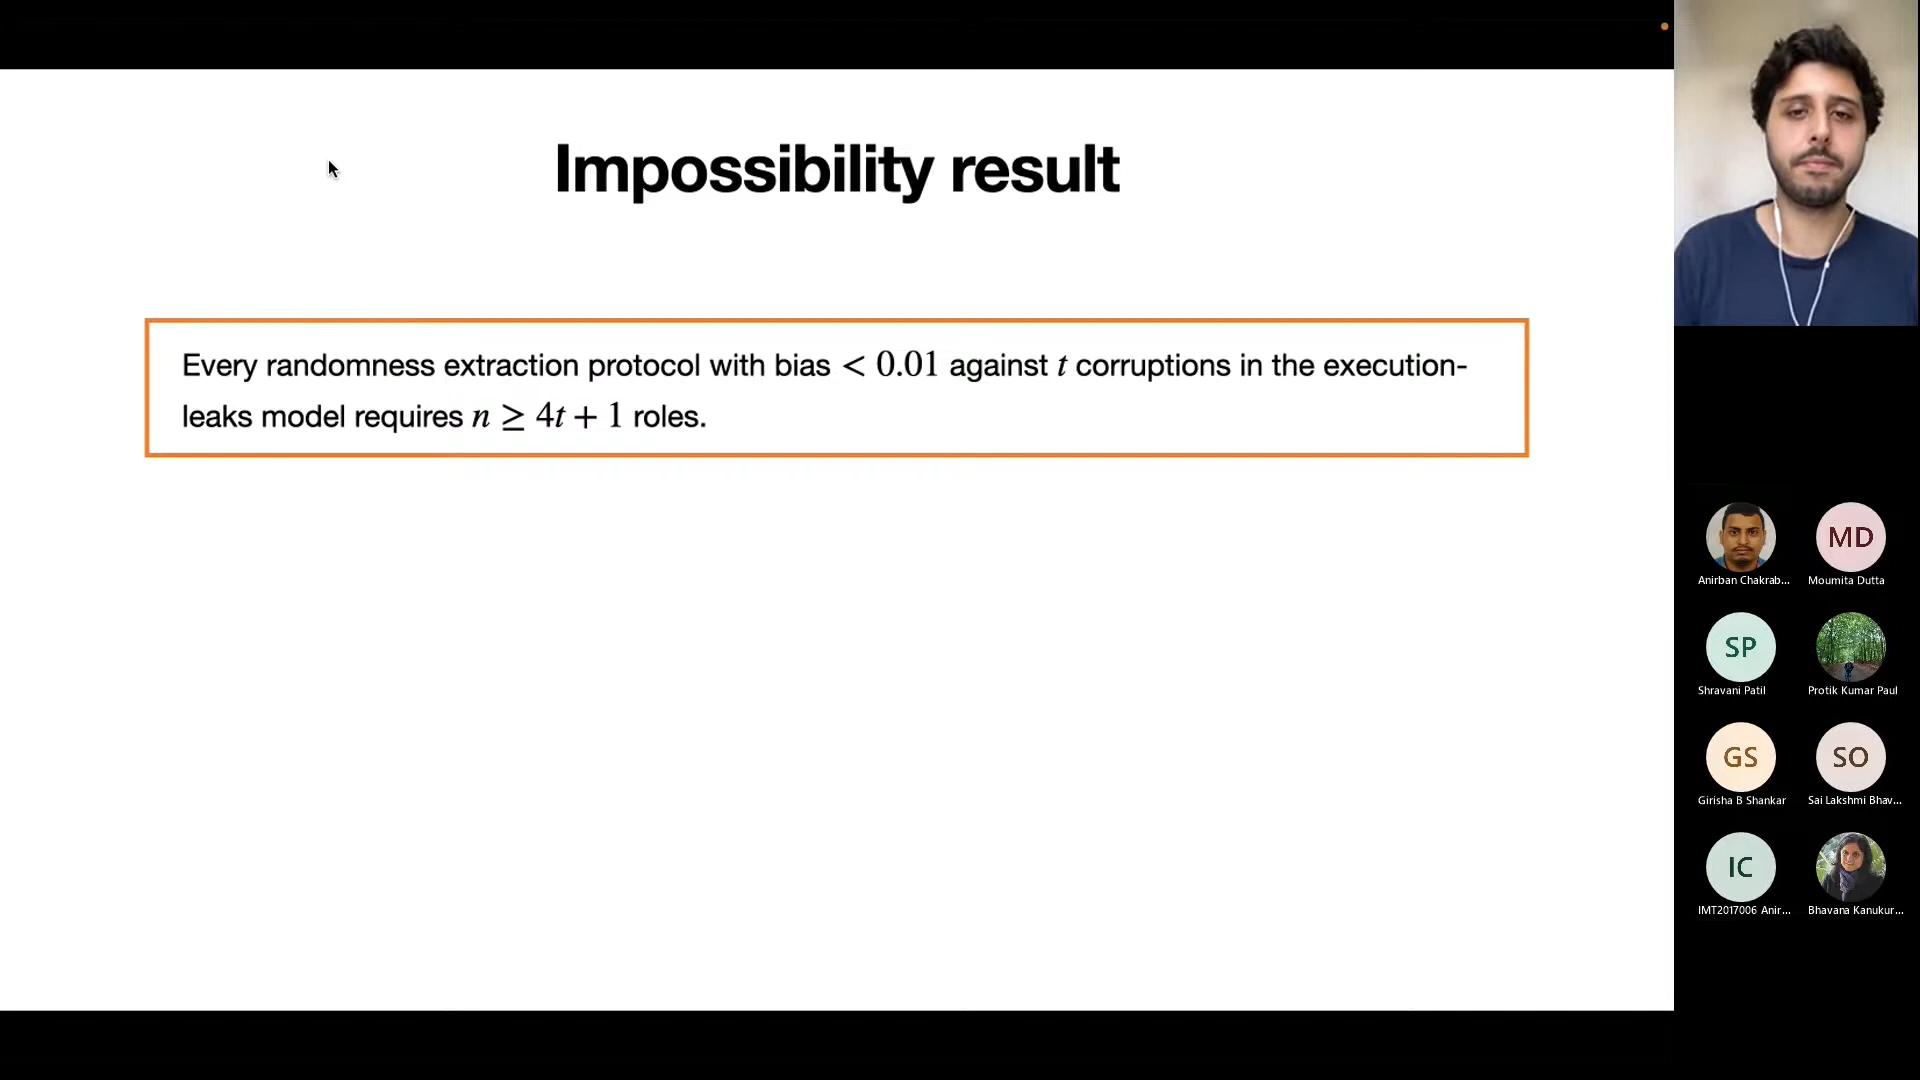 Impossibility result
Every randomness extraction protocol with bias < 0.01 against t corruptions in the execution-
leaks model requires n ≥ 4t + 1 roles.
MD
Anirban Chakrab...
Moumita Dutta
SP
Shravani Patil
Protik Kumar Paul
GS
SO
Girisha B Shankar
Sai Lakshmi Bhav...
IC
IMT2017006 Anir...
Bhavana Kanukur...